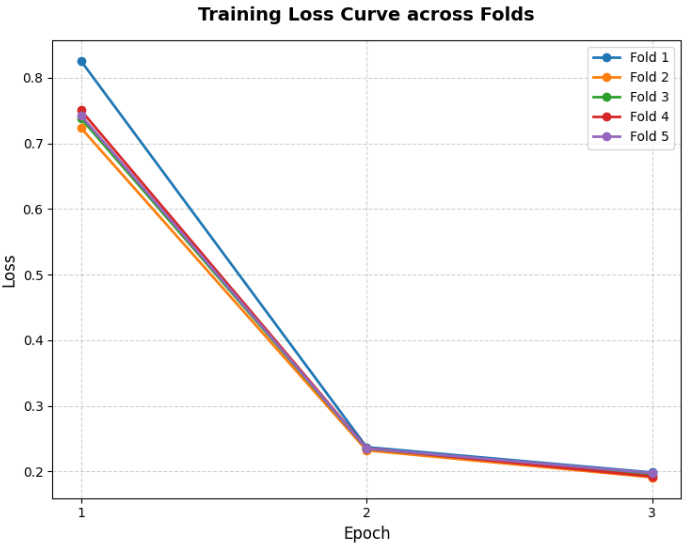 Training Loss Curve across Folds
Fold 1
Fold 2
Fold 3
Fold 4
Fold 5
Loss
0.8
0.7
0.6
0.5
0.4
0.3
0.2
1
2
3
Epoch